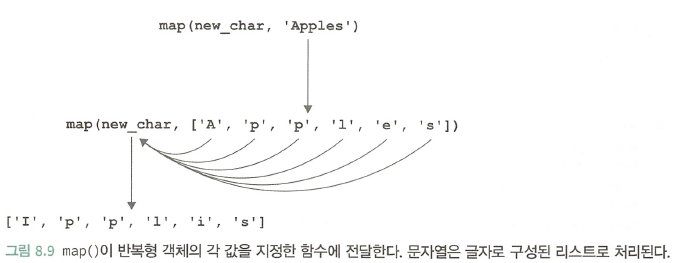 map(new_char, 'Apples')
map(new_char, ['A', 'p', 'p', 'l', 'e', 's'])
['I', 'p', 'p', 'l', 'i', 's']
그림 8.9 map()이 반복형 객체의 각 값을 지정한 함수에 전달한다. 문자열은 글자로 구성된 리스트로 처리된다.